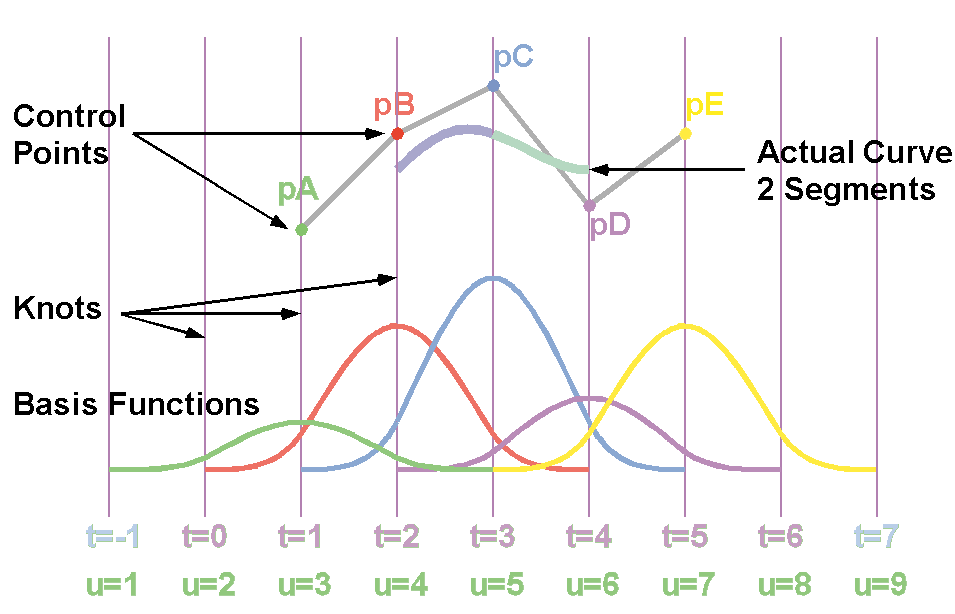 pC
pB
pE
Control
Points
Actual Curve
2 Segments
pA
pD
Knots
Basis Functions
t=-1 t=0 t=1 t=2 t=3 t=4 t=5 t=6 t=7
u=1 u=2 u=3 u=4 u=5 u=6 u=7 u=8 u=9